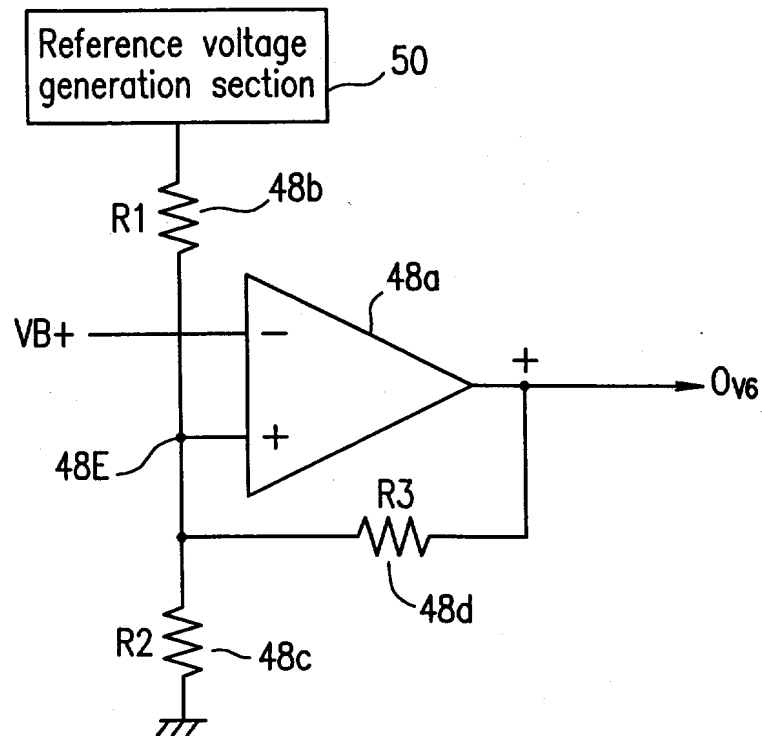 Reference voltage
generation section
50
48b
R1
48a
VB+
−
+
Ov6
+
48E
R3
48d
R2
48c